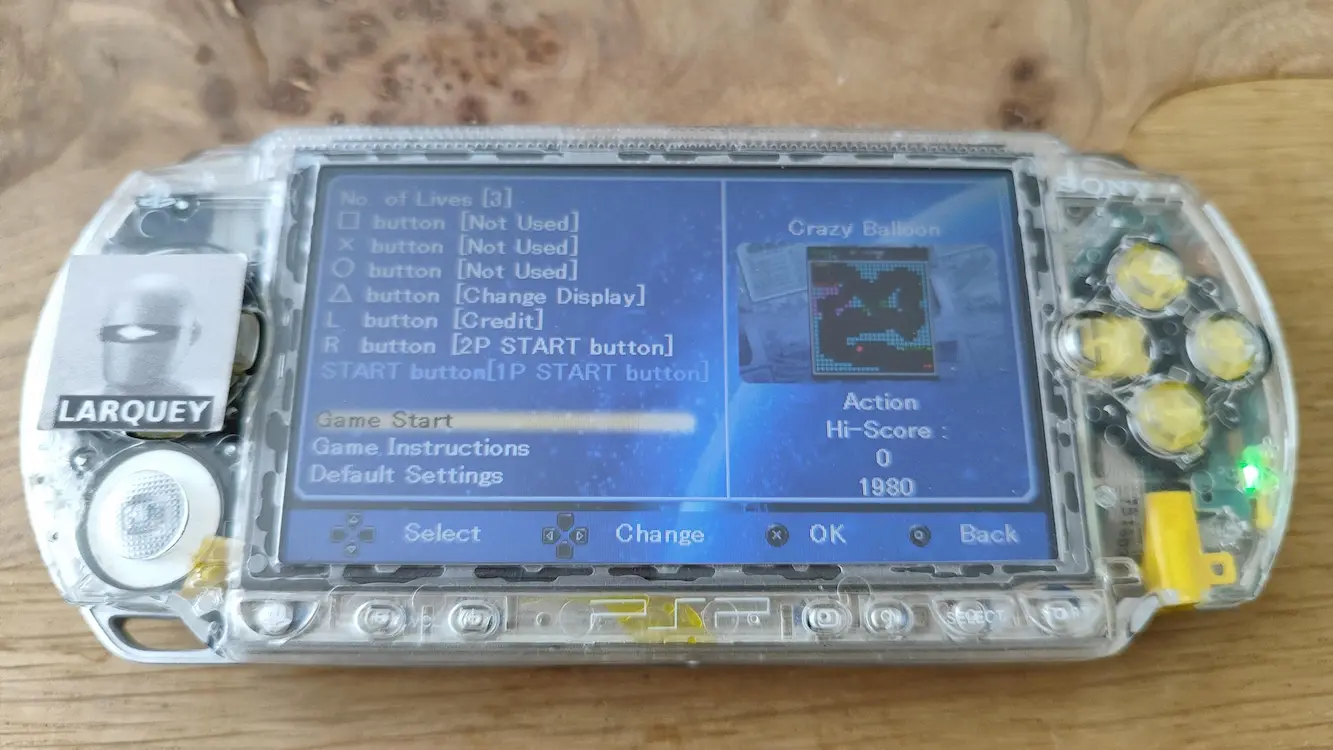 SONY
No. of Lives [3]
□ button [Not Used]
× button [Not Used]
○ button [Not Used]
△ button [Change Display]
L button [Credit]
R button [2P START button]
START button[1P START button]
Game Start
Game Instructions
Default Settings
Crazy Balloon
Action
Hi-Score :
0
1980
Select
Change
OK
Back
LARQUEY
PSP
SELECT